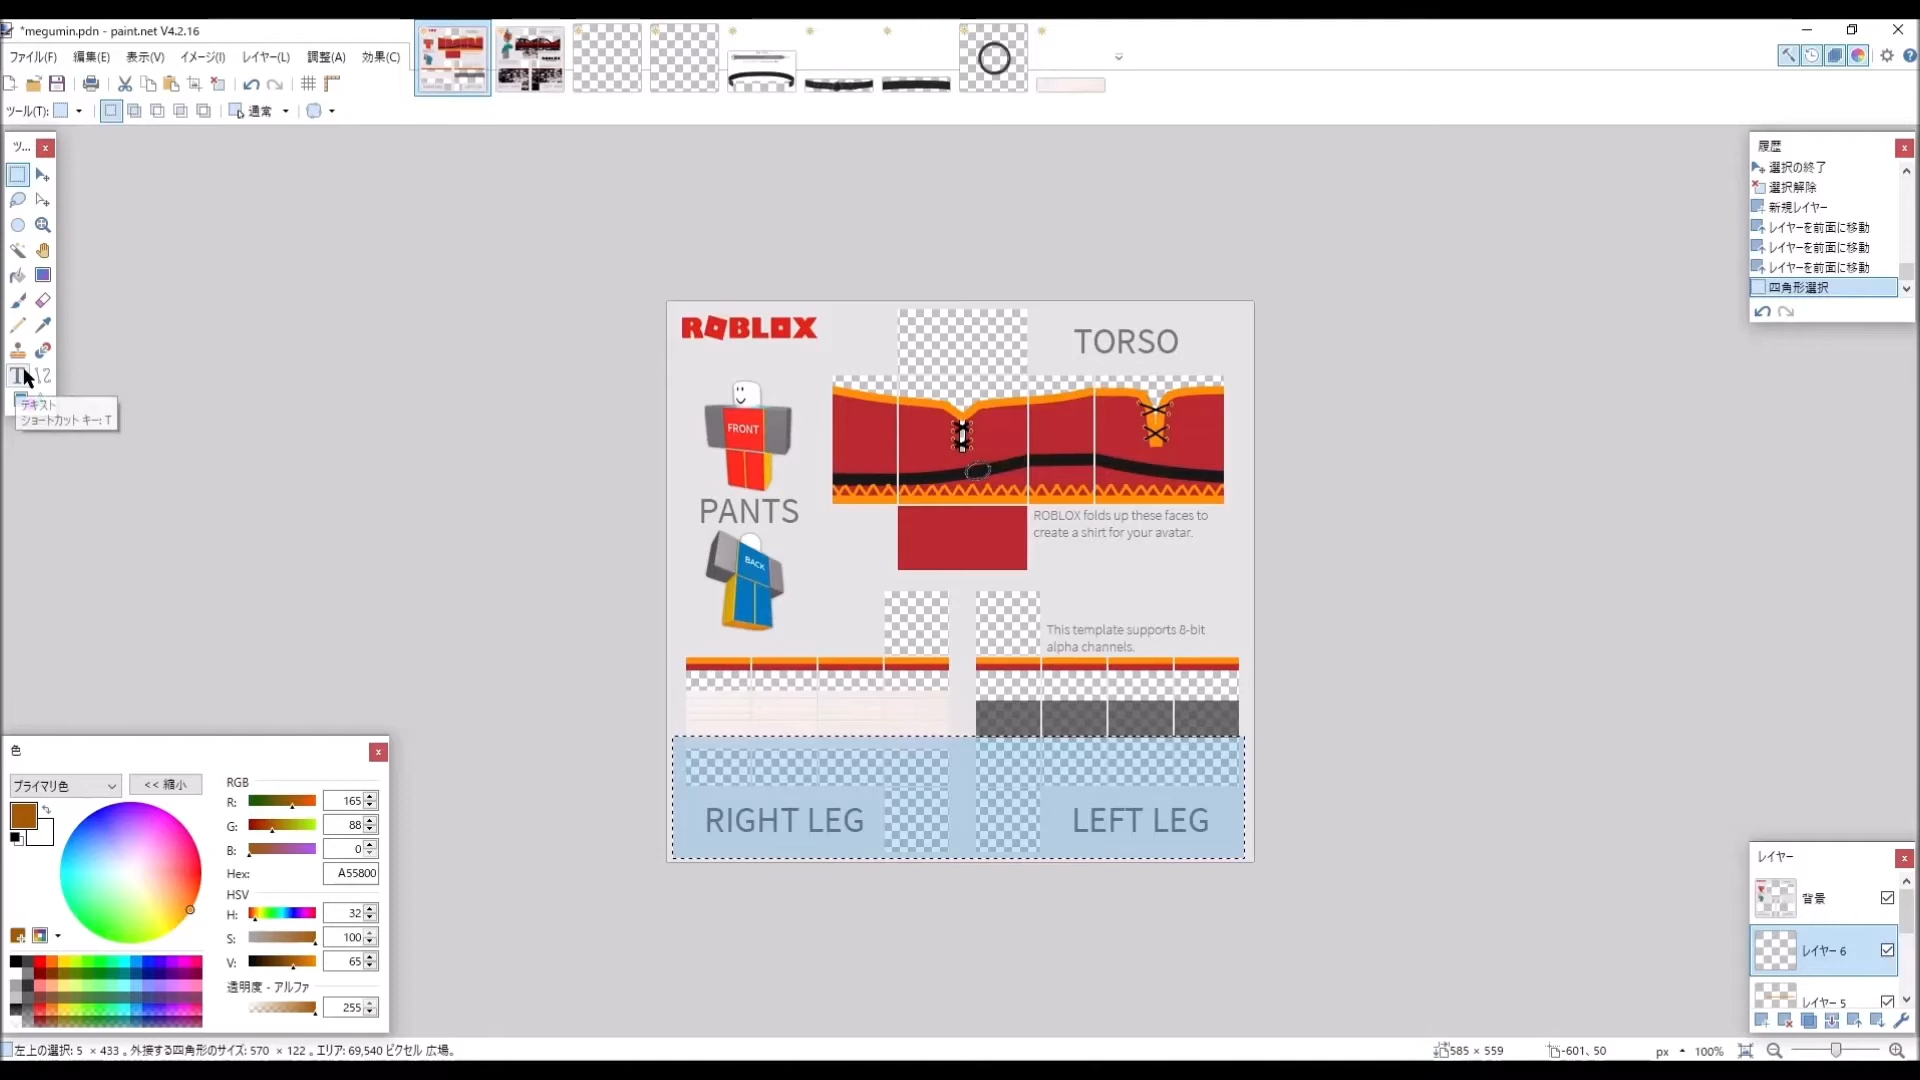 *megumin.pdn - paint.net V4.2.16
ファイル(F) 編集(E) 表示(V) イメージ(I) レイヤー(L) 調整(A) 効果(C)
ツール(T): 通常
ツ...
テキスト
ショートカット キー: T
履歴
選択の終了
選択解除
新規レイヤー
レイヤーを前面に移動
レイヤーを前面に移動
レイヤーを前面に移動
四角形選択
ROBLOX
TORSO
FRONT
PANTS
ROBLOX folds up these faces to
create a shirt for your avatar.
BACK
This template supports 8-bit
alpha channels.
RIGHT LEG
LEFT LEG
色
プライマリ色
<< 縮小
RGB
R: 165
G: 88
B: 0
Hex: A55800
HSV
H: 32
S: 100
V: 65
透明度 - アルファ
255
レイヤー
背景
レイヤー 6
レイヤー 5
左上の選択: 5 × 433 。外接する四角形のサイズ: 570 × 122 。エリア: 69,540 ピクセル 広場。
585 × 559
-601, 50
px
100%